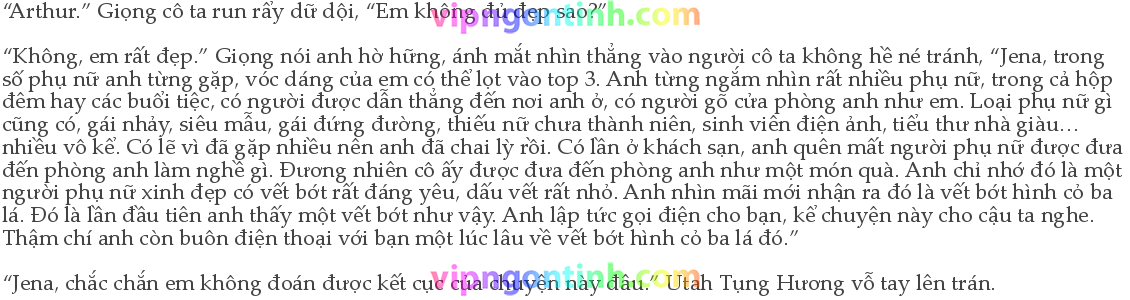 “Arthur.” Giọng cô ta run rẩy dữ dội, “Em không đủ đẹp sao?”
vipngontinh.com
“Không, em rất đẹp.” Giọng nói anh hờ hững, ánh mắt nhìn thẳng vào người cô ta không hề né tránh, “Jena, trong
số phụ nữ anh từng gặp, vóc dáng của em có thể lọt vào top 3. Anh từng ngắm nhìn rất nhiều phụ nữ, trong cả hộp
đêm hay các buổi tiệc, có người được dẫn thẳng đến nơi anh ở, có người gõ cửa phòng anh như em. Loại phụ nữ gì
cũng có, gái nhảy, siêu mẫu, gái đứng đường, thiếu nữ chưa thành niên, sinh viên điện ảnh, tiểu thư nhà giàu…
nhiều vô kể. Có lẽ vì đã gặp nhiều nên anh đã chai lỳ rồi. Có lần ở khách sạn, anh quên mất người phụ nữ được đưa
đến phòng anh làm nghề gì. Đương nhiên cô ấy được đưa đến phòng anh như một món quà. Anh chỉ nhớ đó là một
người phụ nữ xinh đẹp có vết bớt rất đáng yêu, dấu vết rất nhỏ. Anh nhìn mãi mới nhận ra đó là vết bớt hình cỏ ba
lá. Đó là lần đầu tiên anh thấy một vết bớt như vậy. Anh lập tức gọi điện cho bạn, kể chuyện này cho cậu ta nghe.
Thậm chí anh còn buôn điện thoại với bạn một lúc lâu về vết bớt hình cỏ ba lá đó.”
“Jena, chắc chắn em không đoán được kết cục của chuyện này đâu.” Utah Tụng Hương vỗ tay lên trán.
vipngontinh.com